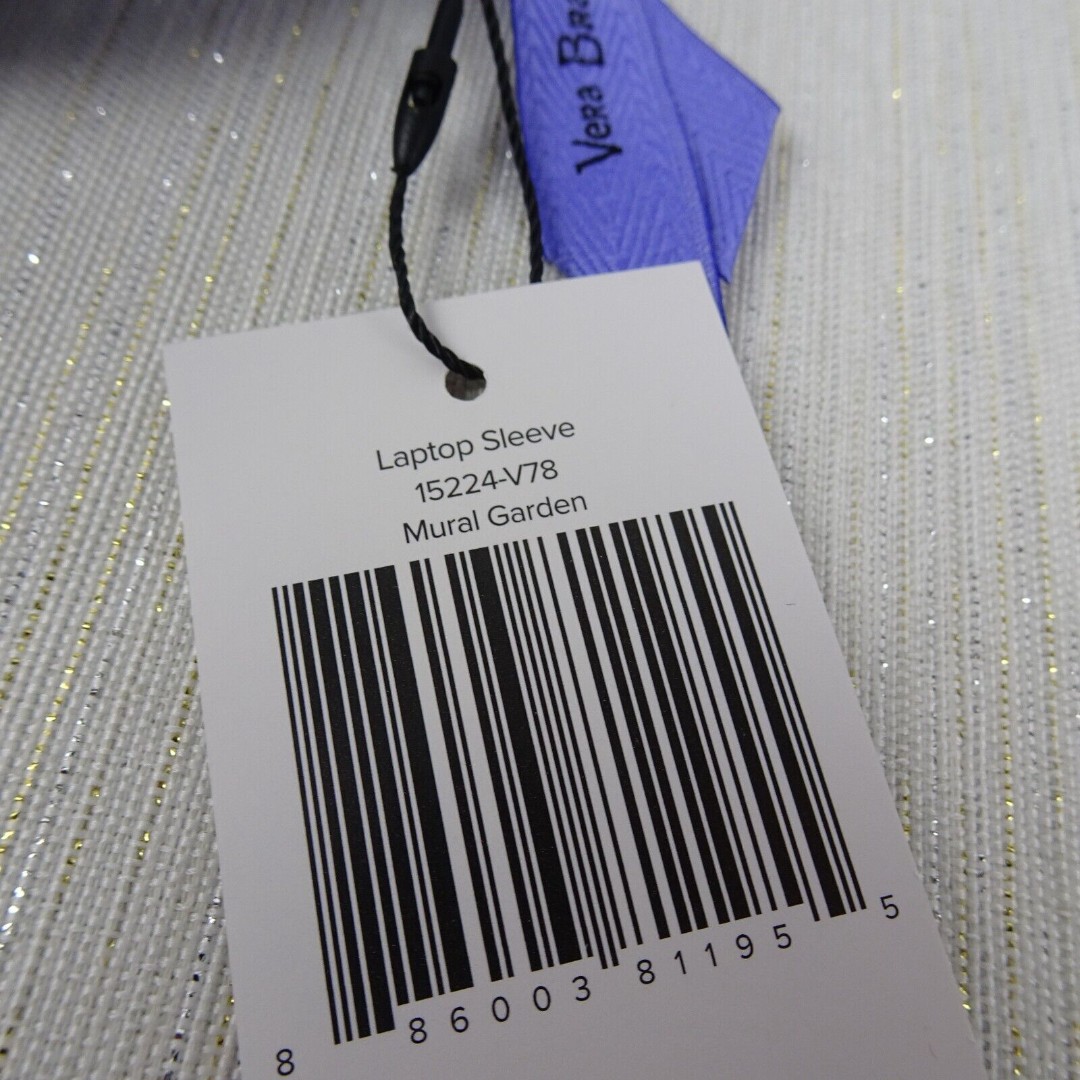 Vera Bra
Laptop Sleeve
15224-V78
Mural Garden
8 86003 81195 5